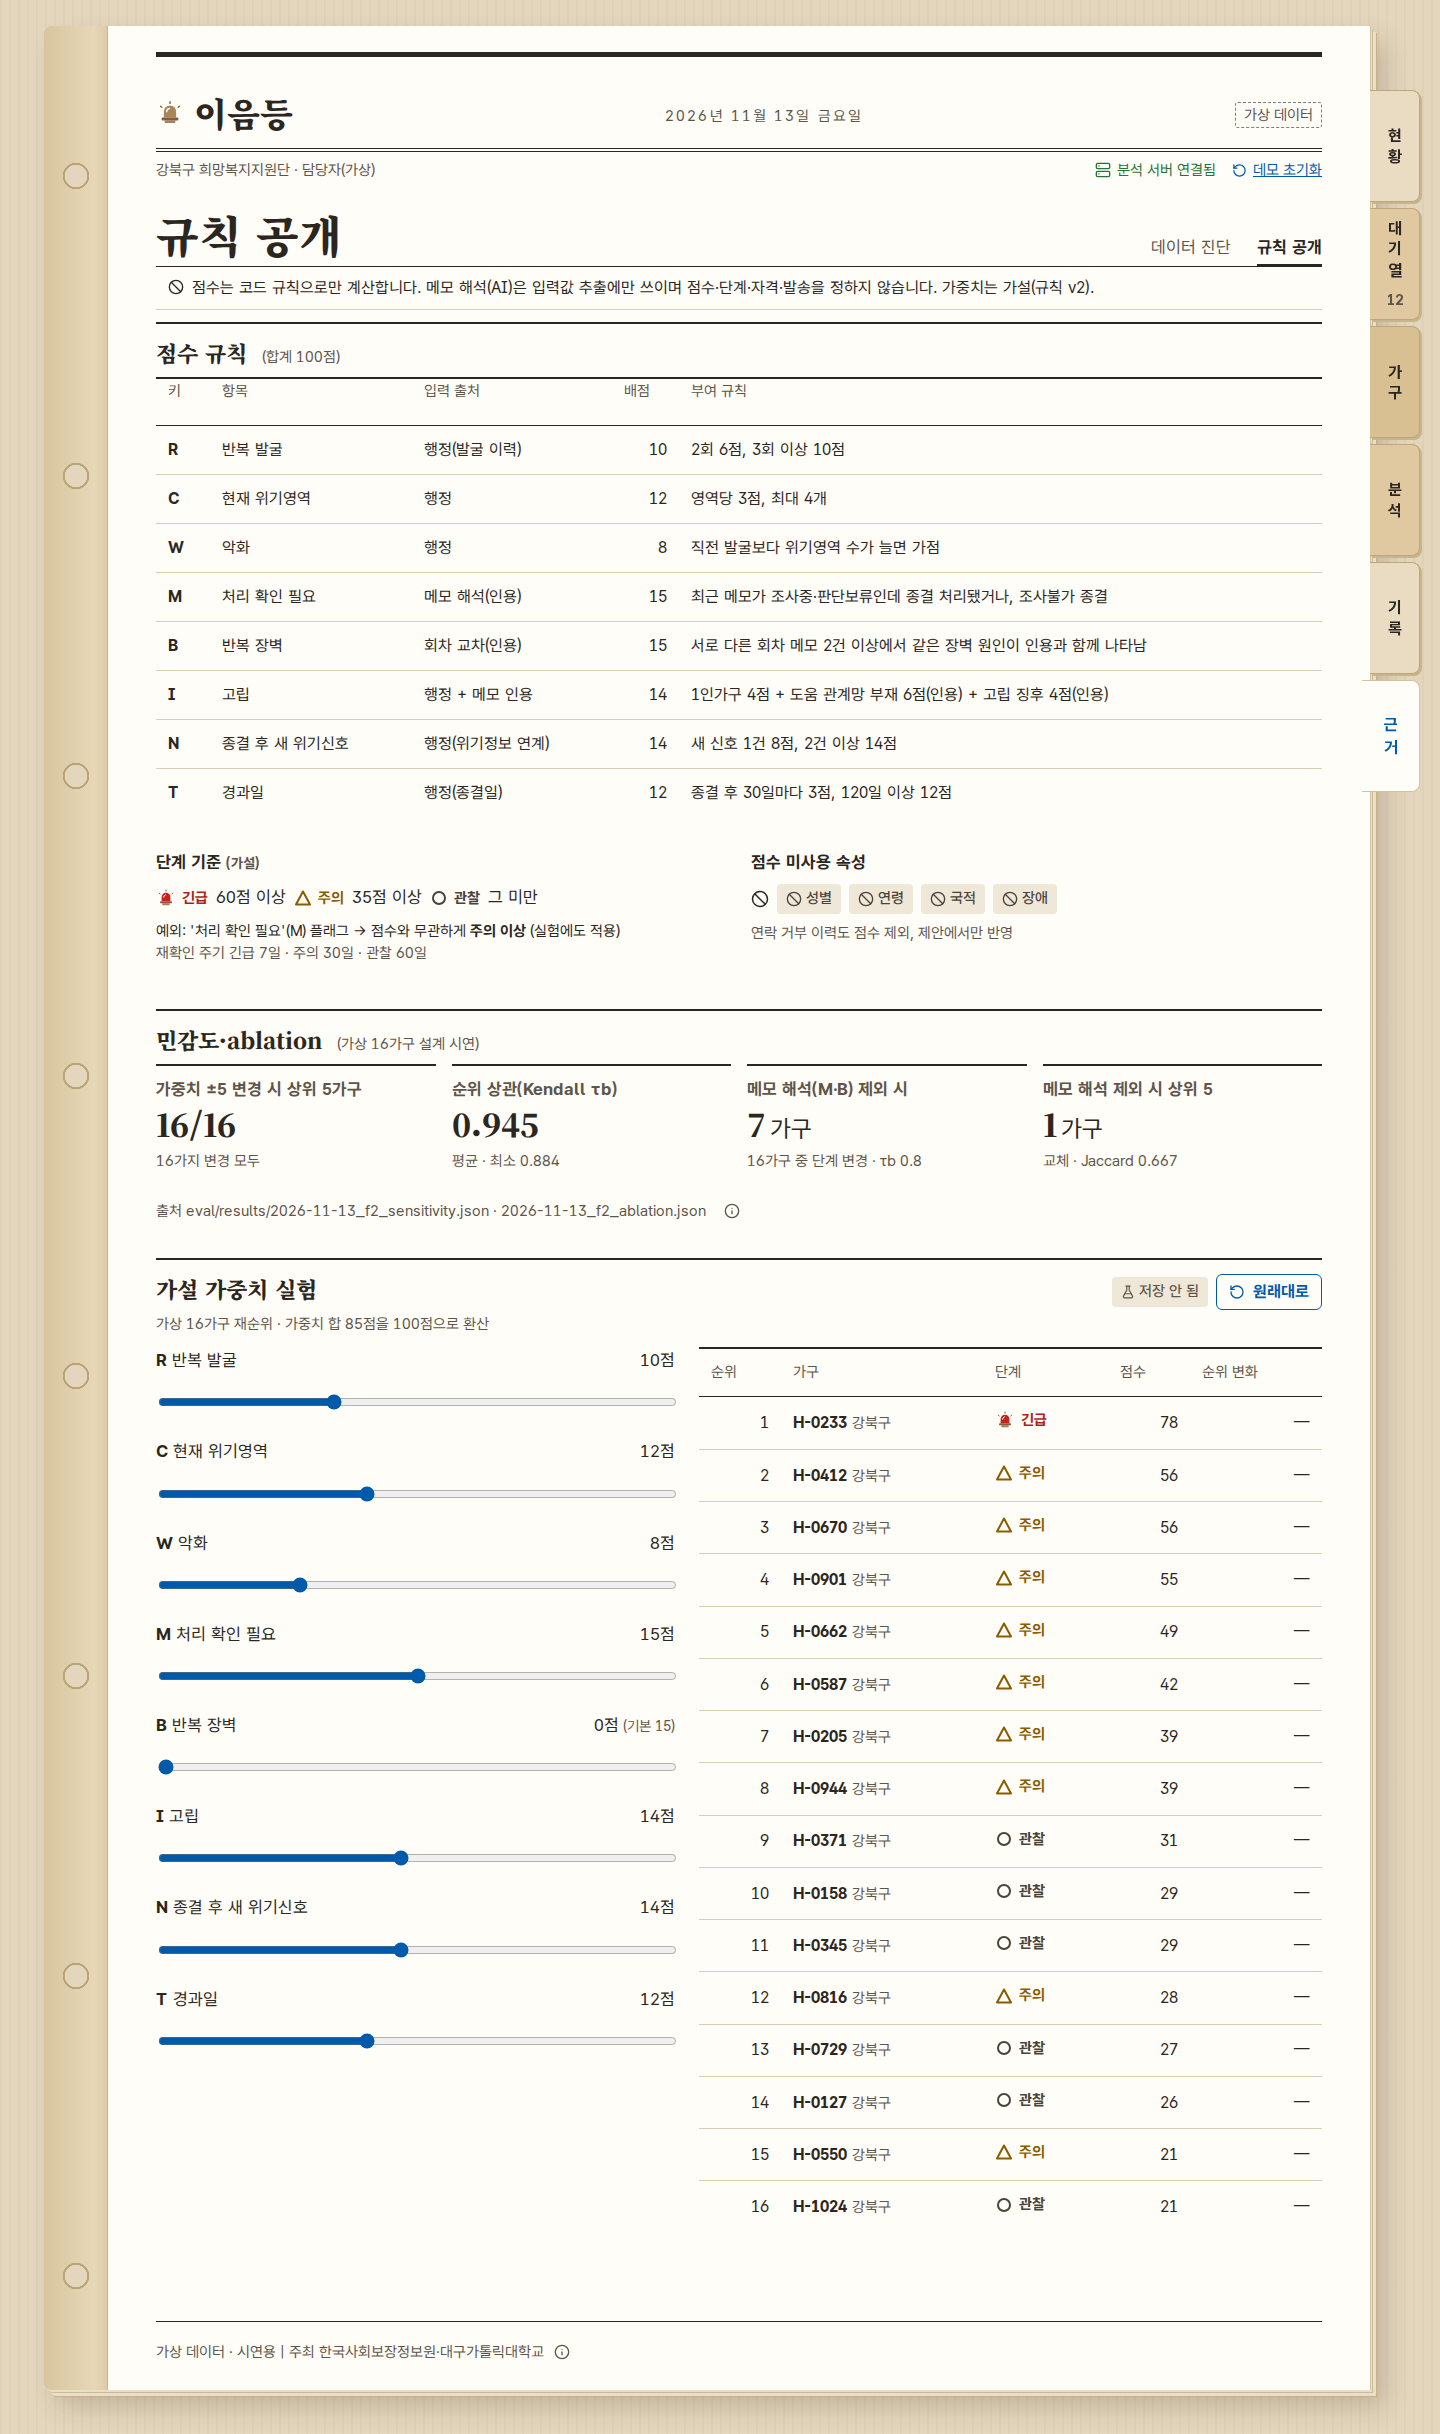 이음등
2026년 11월 13일 금요일
가상 데이터
강북구 희망복지지원단 · 담당자(가상)
분석 서버 연결됨 데모 초기화
규칙 공개
데이터 진단 규칙 공개
점수는 코드 규칙으로만 계산합니다. 메모 해석(AI)은 입력값 추출에만 쓰이며 점수·단계·자격·발송을 정하지 않습니다. 가중치는 가설(규칙 v2).
현황
대기열 12
가구
분석
기록
근거
점수 규칙 (합계 100점)
키 항목 입력 출처 배점 부여 규칙
R 반복 발굴 행정(발굴 이력) 10 2회 6점, 3회 이상 10점
C 현재 위기영역 행정 12 영역당 3점, 최대 4개
W 악화 행정 8 직전 발굴보다 위기영역 수가 늘면 가점
M 처리 확인 필요 메모 해석(인용) 15 최근 메모가 조사중·판단보류인데 종결 처리됐거나, 조사불가 종결
B 반복 장벽 회차 교차(인용) 15 서로 다른 회차 메모 2건 이상에서 같은 장벽 원인이 인용과 함께 나타남
I 고립 행정 + 메모 인용 14 1인가구 4점 + 도움 관계망 부재 6점(인용) + 고립 징후 4점(인용)
N 종결 후 새 위기신호 행정(위기정보 연계) 14 새 신호 1건 8점, 2건 이상 14점
T 경과일 행정(종결일) 12 종결 후 30일마다 3점, 120일 이상 12점
단계 기준 (가설)
긴급 60점 이상 주의 35점 이상 관찰 그 미만
예외: '처리 확인 필요'(M) 플래그 → 점수와 무관하게 주의 이상 (실험에도 적용)
재확인 주기 긴급 7일 · 주의 30일 · 관찰 60일
점수 미사용 속성
성별 연령 국적 장애
연락 거부 이력도 점수 제외, 제안에서만 반영
민감도·ablation (가상 16가구 설계 시연)
가중치 ±5 변경 시 상위 5가구
16/16
16가지 변경 모두
순위 상관(Kendall τb)
0.945
평균 · 최소 0.884
메모 해석(M·B) 제외 시
7 가구
16가구 중 단계 변경 · τb 0.8
메모 해석 제외 시 상위 5
1 가구
교체 · Jaccard 0.667
출처 eval/results/2026-11-13_f2_sensitivity.json · 2026-11-13_f2_ablation.json
가설 가중치 실험
저장 안 됨 원래대로
가상 16가구 재순위 · 가중치 합 85점을 100점으로 환산
R 반복 발굴 10점
C 현재 위기영역 12점
W 악화 8점
M 처리 확인 필요 15점
B 반복 장벽 0점 (기본 15)
I 고립 14점
N 종결 후 새 위기신호 14점
T 경과일 12점
순위 가구 단계 점수 순위 변화
1 H-0233 강북구 긴급 78 —
2 H-0412 강북구 주의 56 —
3 H-0670 강북구 주의 56 —
4 H-0901 강북구 주의 55 —
5 H-0662 강북구 주의 49 —
6 H-0587 강북구 주의 42 —
7 H-0205 강북구 주의 39 —
8 H-0944 강북구 주의 39 —
9 H-0371 강북구 관찰 31 —
10 H-0158 강북구 관찰 29 —
11 H-0345 강북구 관찰 29 —
12 H-0816 강북구 주의 28 —
13 H-0729 강북구 관찰 27 —
14 H-0127 강북구 관찰 26 —
15 H-0550 강북구 주의 21 —
16 H-1024 강북구 관찰 21 —
가상 데이터 · 시연용 | 주최 한국사회보장정보원·대구가톨릭대학교